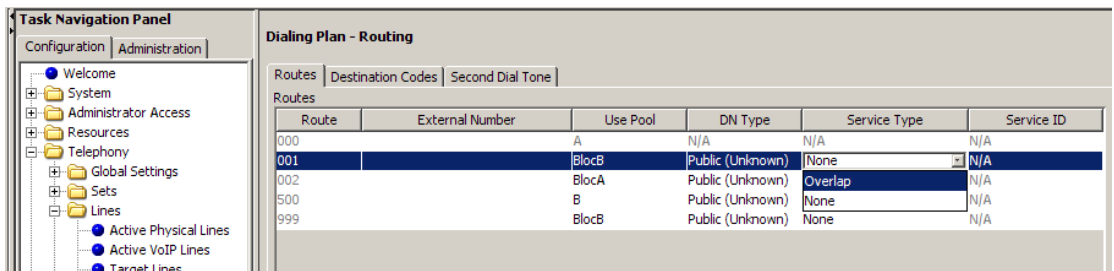 Task Navigation Panel
Configuration Administration
Welcome
System
Administrator Access
Resources
Telephony
Global Settings
Sets
Lines
Active Physical Lines
Active VoIP Lines
Target Lines
Dialing Plan - Routing
Routes Destination Codes Second Dial Tone
Routes
Route External Number Use Pool DN Type Service Type Service ID
000 A N/A N/A N/A
001 BlocB Public (Unknown) None N/A
002 BlocA Public (Unknown) Overlap N/A
500 B Public (Unknown) None N/A
999 BlocB Public (Unknown) None N/A